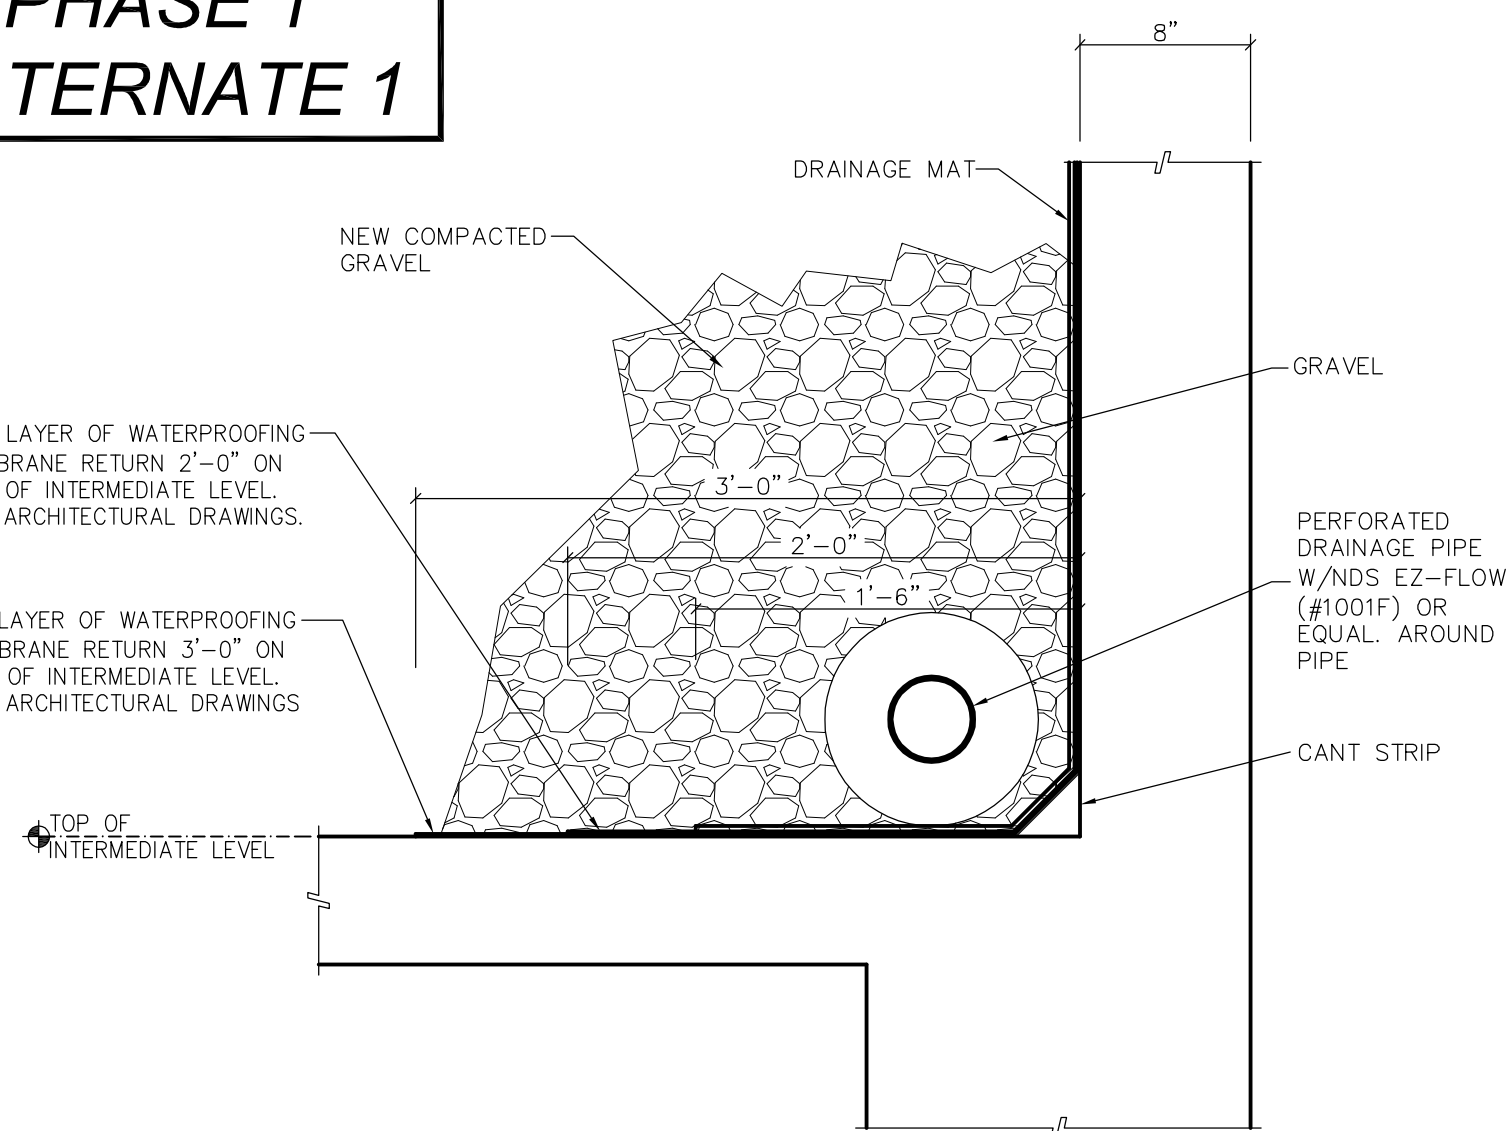 PHASE 1
TERNATE 1
8”
DRAINAGE MAT
NEW COMPACTED
GRAVEL
GRAVEL
LAYER OF WATERPROOFING
BRANE RETURN 2’-0” ON
OF INTERMEDIATE LEVEL.
ARCHITECTURAL DRAWINGS.
3’-0”
2’-0”
1’-6”
PERFORATED
DRAINAGE PIPE
W/NDS EZ-FLOW
(#1001F) OR
EQUAL. AROUND
PIPE
LAYER OF WATERPROOFING
BRANE RETURN 3’-0” ON
OF INTERMEDIATE LEVEL.
ARCHITECTURAL DRAWINGS
CANT STRIP
TOP OF
INTERMEDIATE LEVEL